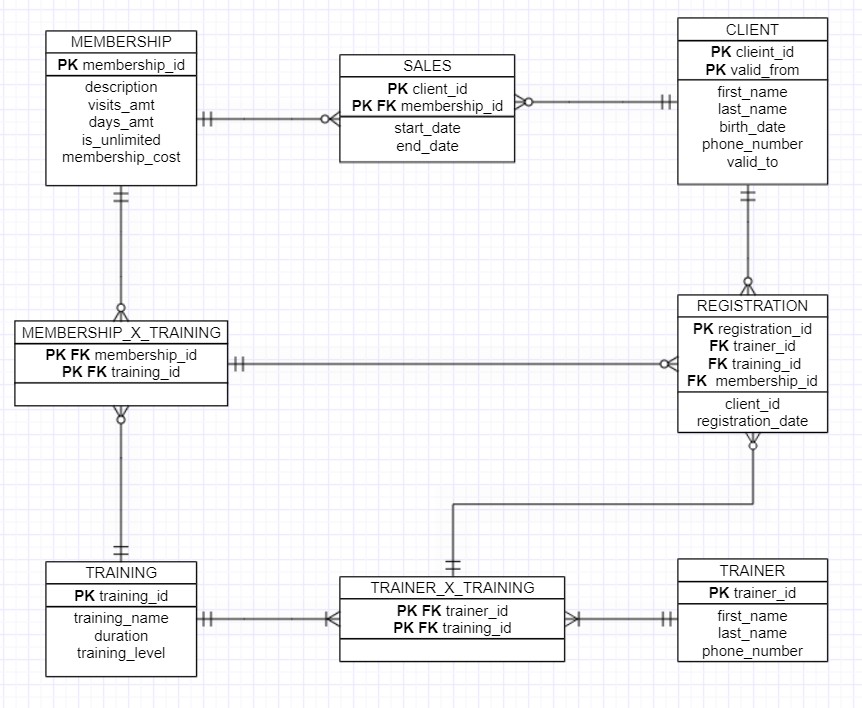 MEMBERSHIP
PK membership_id
description
visits_amt
days_amt
is_unlimited
membership_cost
SALES
PK client_id
PK FK membership_id
start_date
end_date
CLIENT
PK clieint_id
PK valid_from
first_name
last_name
birth_date
phone_number
valid_to
MEMBERSHIP_X_TRAINING
PK FK membership_id
PK FK training_id
REGISTRATION
PK registration_id
FK trainer_id
FK training_id
FK membership_id
client_id
registration_date
TRAINING
PK training_id
training_name
duration
training_level
TRAINER_X_TRAINING
PK FK trainer_id
PK FK training_id
TRAINER
PK trainer_id
first_name
last_name
phone_number